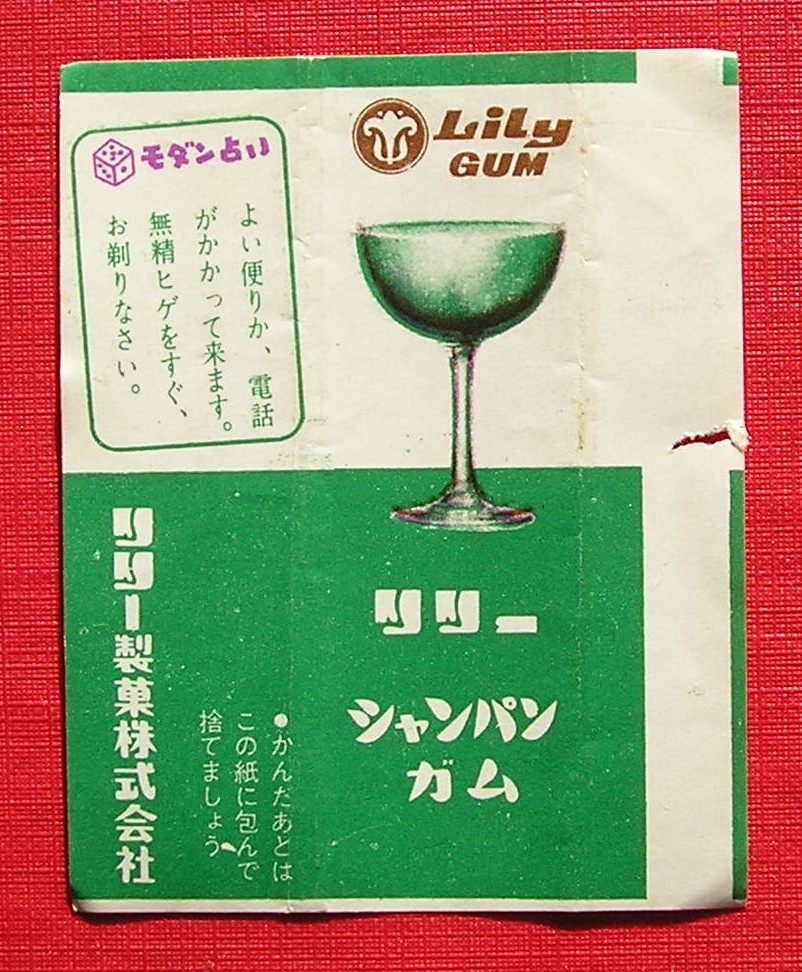 モダン占い
よい便りか、電話
がかかって来ます。
無精ヒゲをすぐ、
お剃りなさい。
Lily
GUM
リリー
シャンパン
ガム
●かんだあとは
この紙に包んで
捨てましょう
リリー製菓株式会社